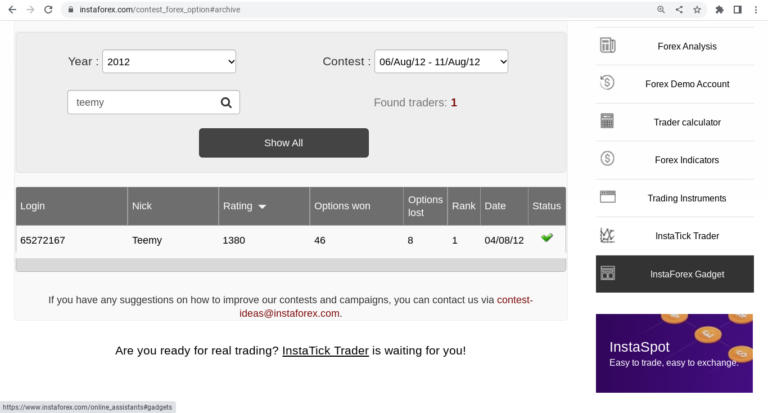 instaforex.com/contest_forex_option#archive
Year : 2012 Contest : 06/Aug/12 - 11/Aug/12
teemy Found traders: 1
Show All
Login Nick Rating Options won Options lost Rank Date Status
65272167 Teemy 1380 46 8 1 04/08/12
If you have any suggestions on how to improve our contests and campaigns, you can contact us via contest-
ideas@instaforex.com.
Are you ready for real trading? InstaTick Trader is waiting for you!
Forex Analysis
Forex Demo Account
Trader calculator
Forex Indicators
Trading Instruments
InstaTick Trader
InstaForex Gadget
InstaSpot
Easy to trade, easy to exchange.
https://www.instaforex.com/online_assistants#gadgets